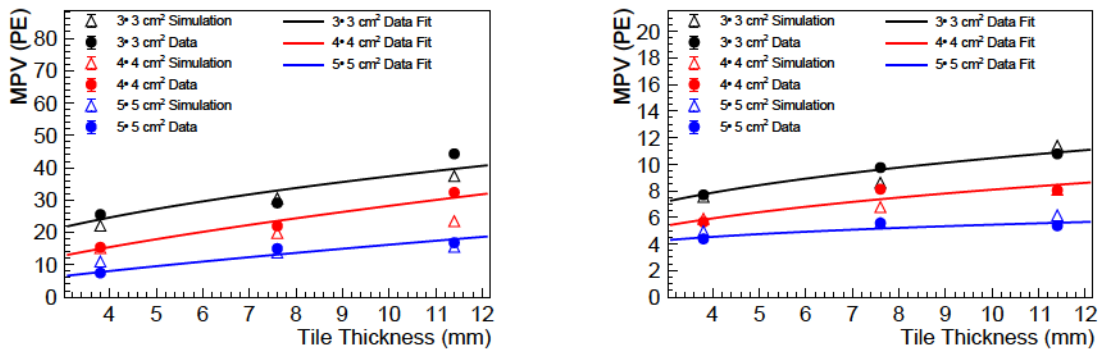 MPV (PE)
80
70
60
50
40
30
20
10
0
3• 3 cm² Simulation
3• 3 cm² Data
4• 4 cm² Simulation
4• 4 cm² Data
5• 5 cm² Simulation
5• 5 cm² Data
3• 3 cm² Data Fit
4• 4 cm² Data Fit
5• 5 cm² Data Fit
4 5 6 7 8 9 10 11 12
Tile Thickness (mm)
MPV (PE)
20
18
16
14
12
10
8
6
4
2
0
3• 3 cm² Simulation
3• 3 cm² Data
4• 4 cm² Simulation
4• 4 cm² Data
5• 5 cm² Simulation
5• 5 cm² Data
3• 3 cm² Data Fit
4• 4 cm² Data Fit
5• 5 cm² Data Fit
4 5 6 7 8 9 10 11 12
Tile Thickness (mm)